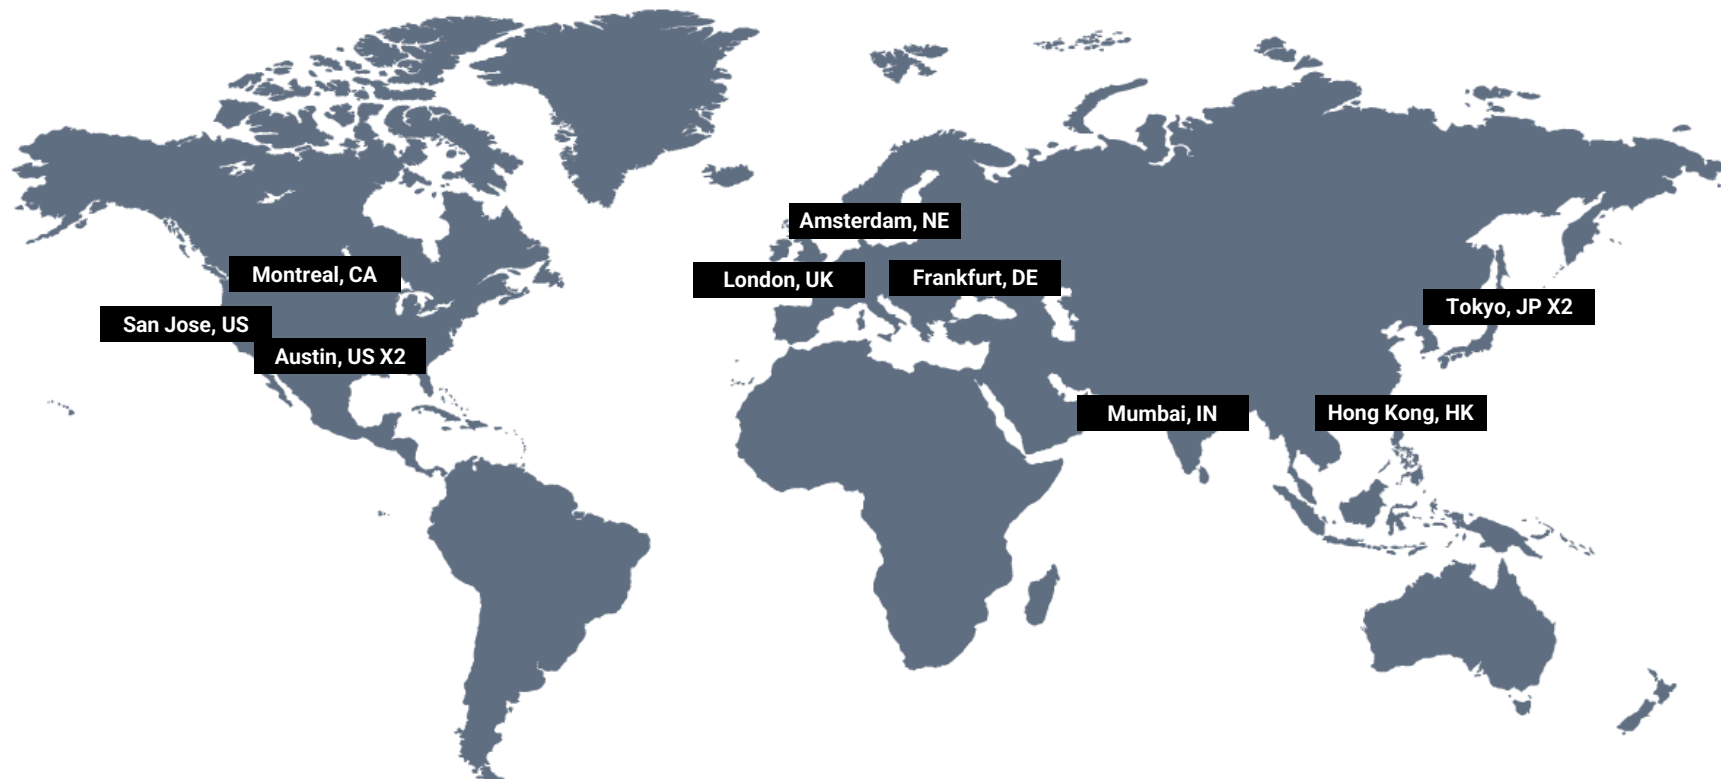 Amsterdam, NE
Montreal, CA
London, UK
Frankfurt, DE
San Jose, US
Tokyo, JP X2
Austin, US X2
Mumbai, IN
Hong Kong, HK